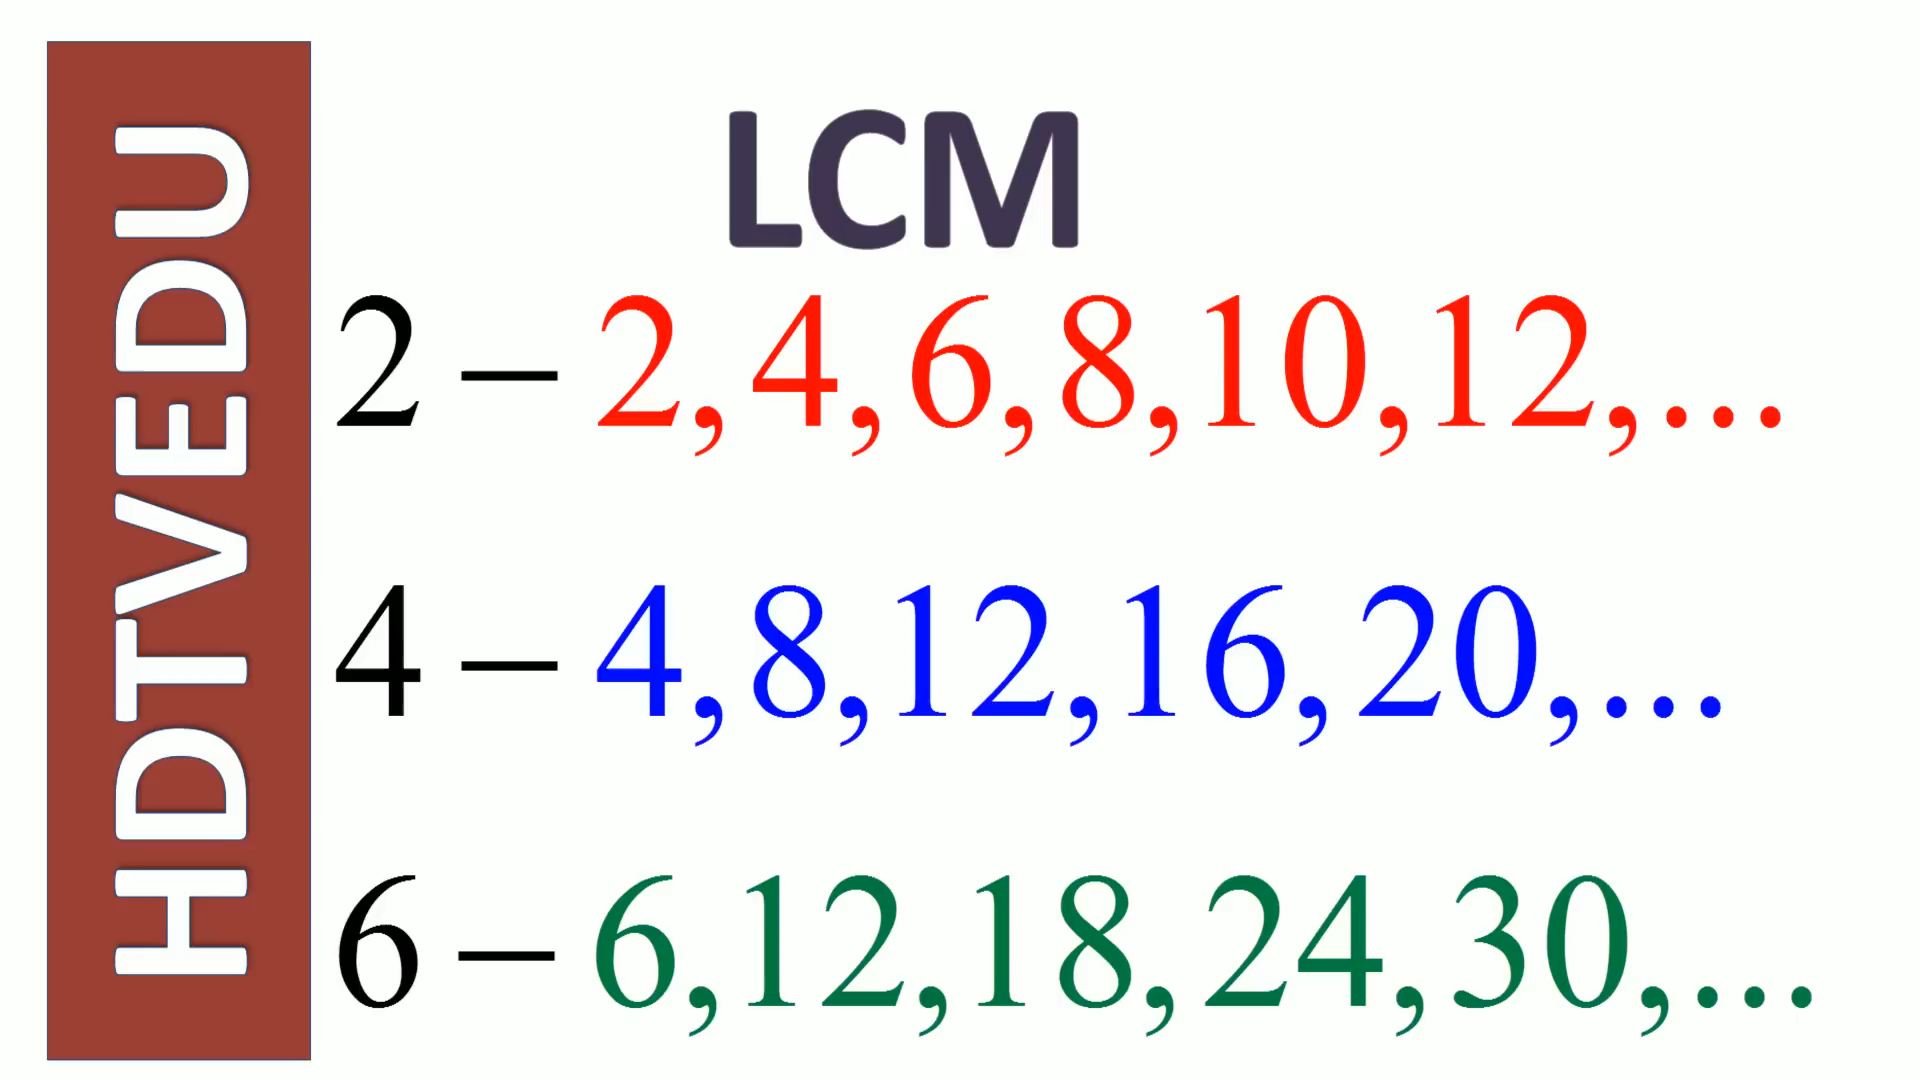 HDTVEDU
LCM
2 – 2, 4, 6, 8, 10, 12, ...
4 – 4, 8, 12, 16, 20, ...
6 – 6, 12, 18, 24, 30, ...